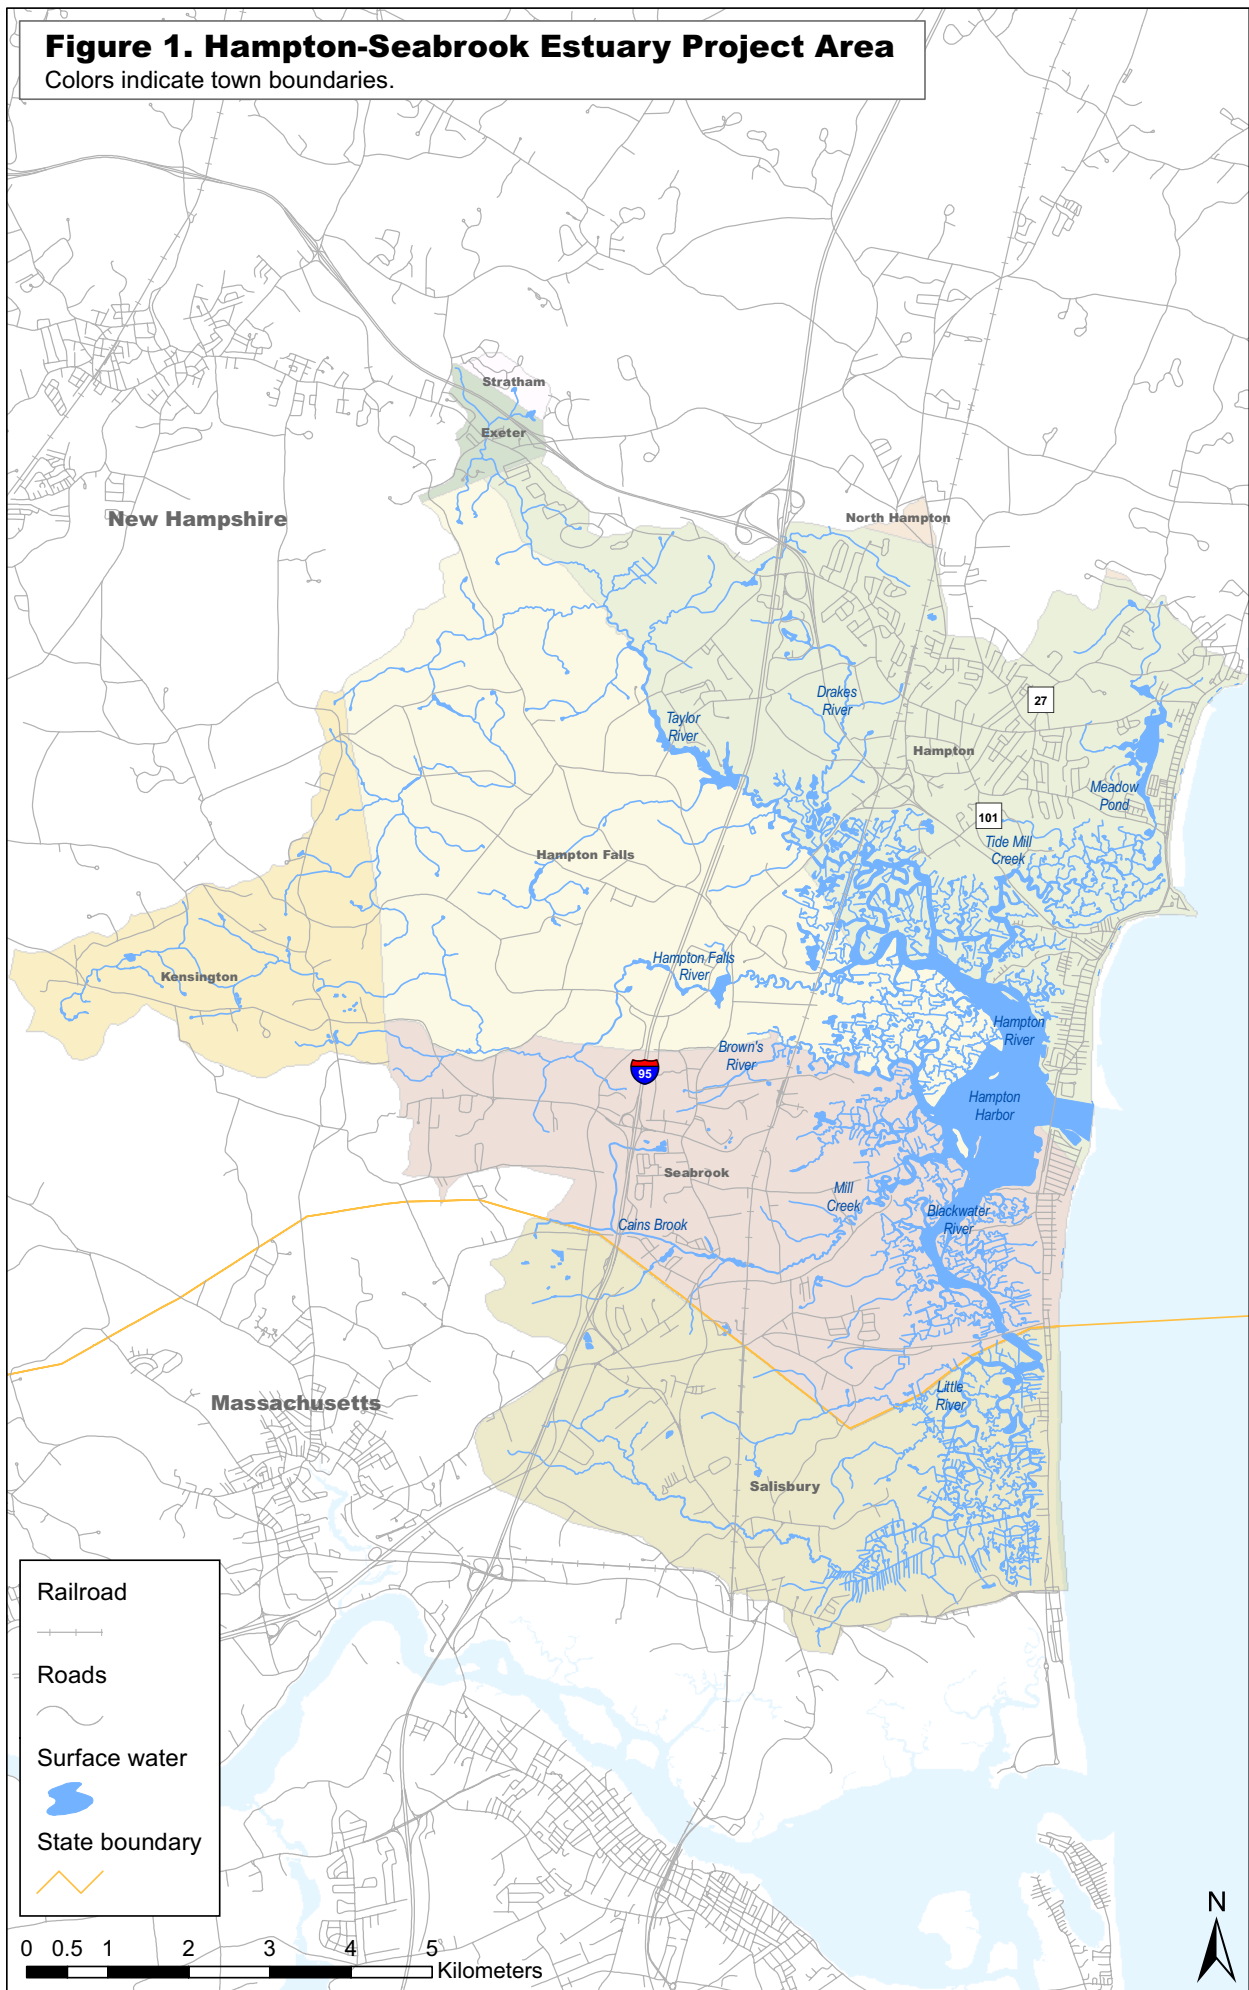 Figure 1. Hampton-Seabrook Estuary Project Area
Colors indicate town boundaries.
Stratham
Exeter
New Hampshire
North Hampton
27
Drakes
River
Taylor
River
Hampton
Meadow
Pond
101
Tide Mill
Creek
Hampton Falls
Hampton Falls
River
Kensington
Hampton
River
Brown's
River
95
Hampton
Harbor
Seabrook
Mill
Creek
Blackwater
River
Cains Brook
Little
River
Massachusetts
Salisbury
Railroad
Roads
Surface water
State boundary
N
0 0.5 1 2 3 4 5
Kilometers